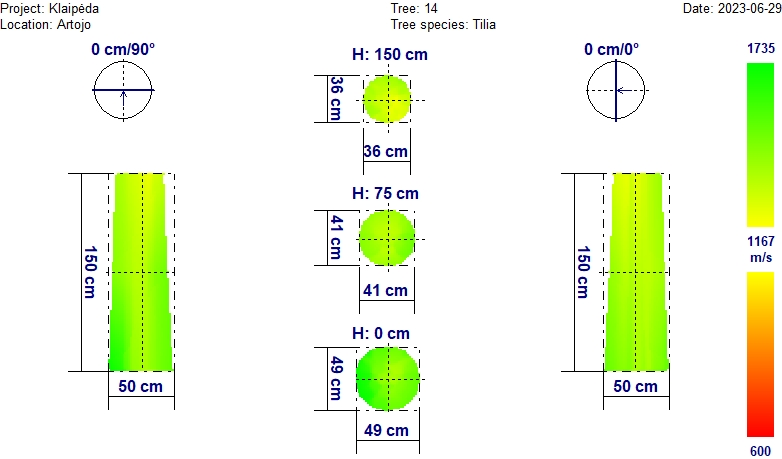 Project: Klaipėda
Tree: 14
Date: 2023-06-29
Location: Artojo
Tree species: Tilia
0 cm/90°
H: 150 cm
0 cm/0°
1735
36 cm
36 cm
150 cm
50 cm
H: 75 cm
41 cm
41 cm
H: 0 cm
49 cm
49 cm
150 cm
50 cm
1167
m/s
600